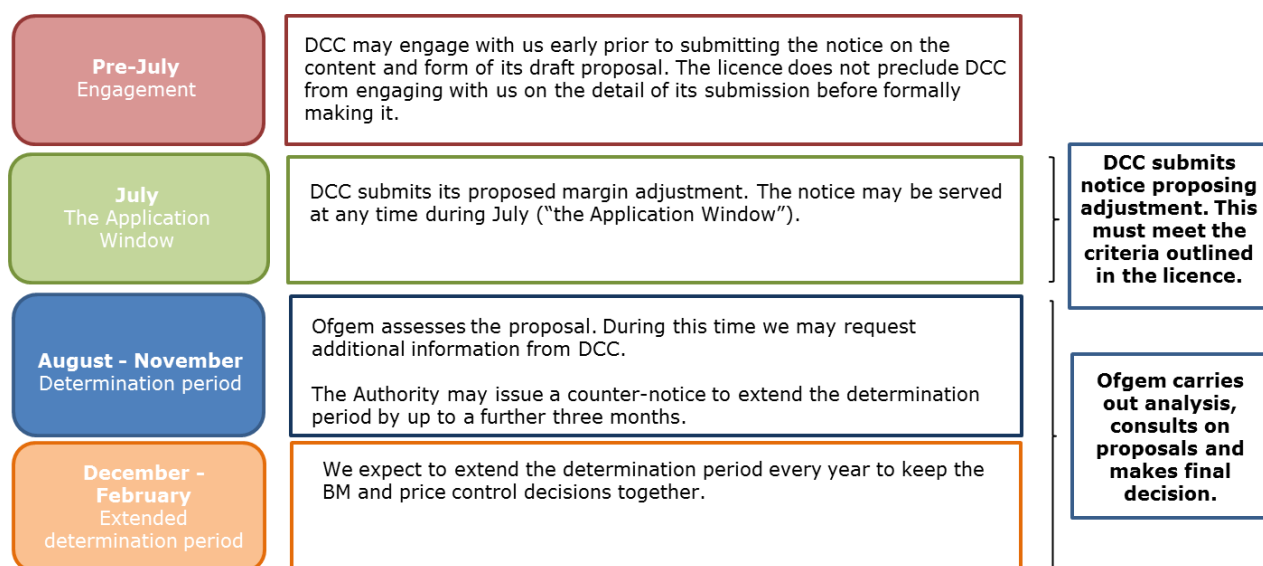 Pre-July
Engagement
DCC may engage with us early prior to submitting the notice on the
content and form of its draft proposal. The licence does not preclude DCC
from engaging with us on the detail of its submission before formally
making it.
July
The Application
Window
DCC submits its proposed margin adjustment. The notice may be served
at any time during July (“the Application Window”).
DCC submits
notice proposing
adjustment. This
must meet the
criteria outlined
in the licence.
August - November
Determination period
Ofgem assesses the proposal. During this time we may request
additional information from DCC.
The Authority may issue a counter-notice to extend the determination
period by up to a further three months.
December -
February
Extended
determination period
We expect to extend the determination period every year to keep the
BM and price control decisions together.
Ofgem carries
out analysis,
consults on
proposals and
makes final
decision.